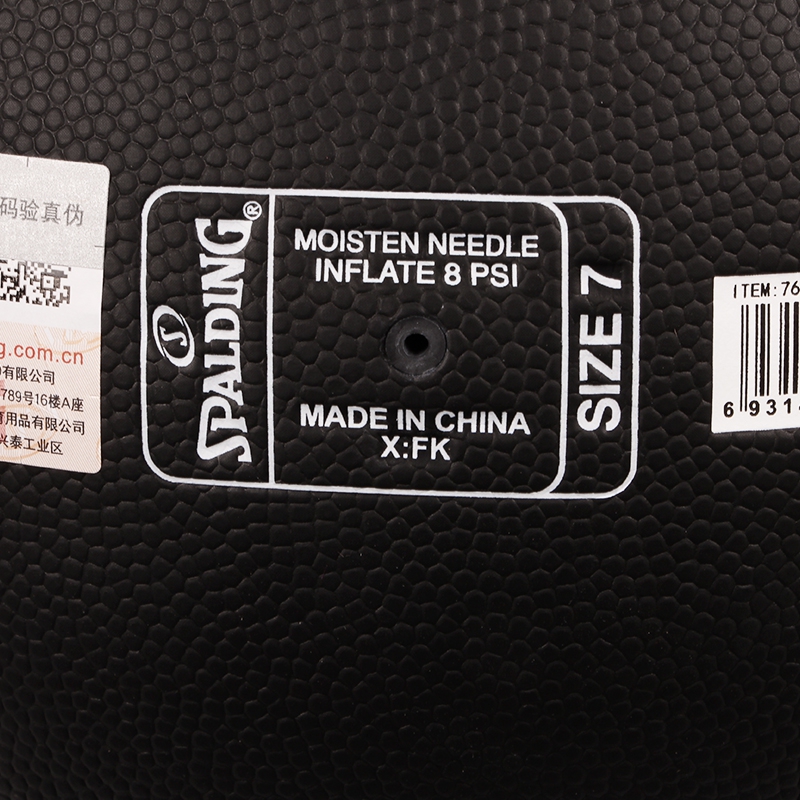 码验真伪
g.com.cn
有限公司
789号16楼A座
育用品有限公司
兴泰工业区
SPALDING®
MOISTEN NEEDLE
INFLATE 8 PSI
MADE IN CHINA
X:FK
SIZE 7
ITEM:76
6 931